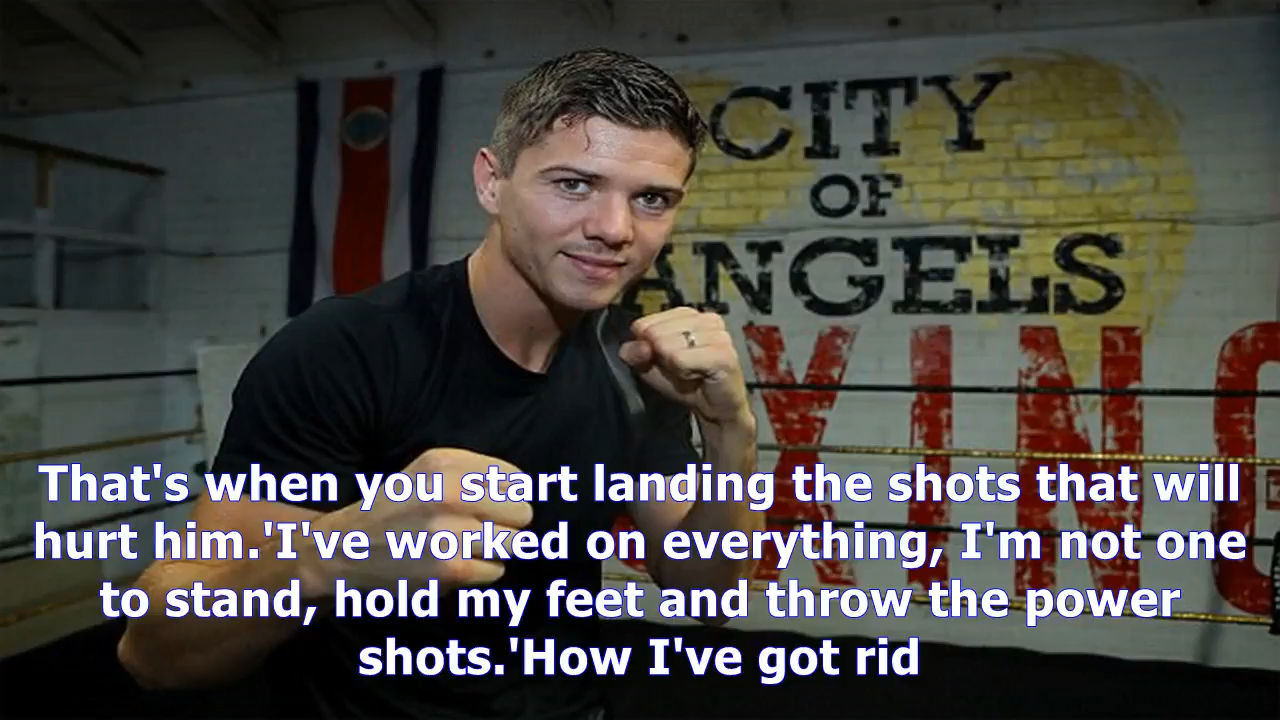 CITY
OF
ANGELS
XING
That's when you start landing the shots that will
hurt him.'I've worked on everything, I'm not one
to stand, hold my feet and throw the power
shots.'How I've got rid